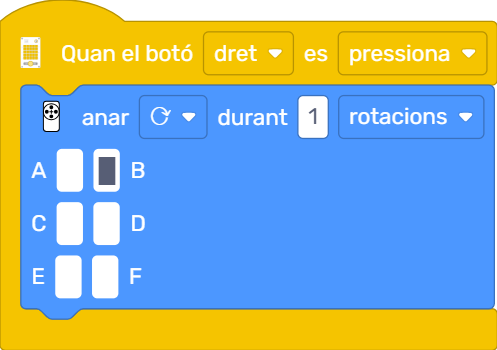 Quan el botó dret es pressiona
anar durant 1 rotacions
A B
C D
E F